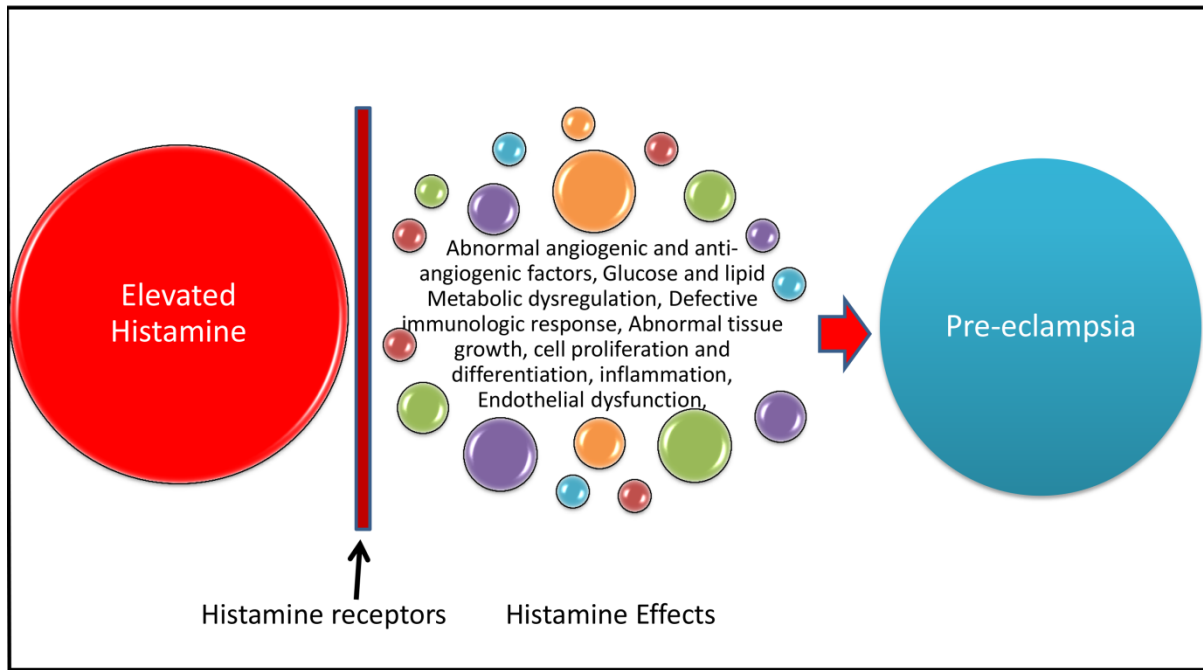 Elevated
Histamine
Abnormal angiogenic and anti-
angiogenic factors, Glucose and lipid
Metabolic dysregulation, Defective
immunologic response, Abnormal tissue
growth, cell proliferation and
differentiation, inflammation,
Endothelial dysfunction,
Pre-eclampsia
Histamine receptors
Histamine Effects